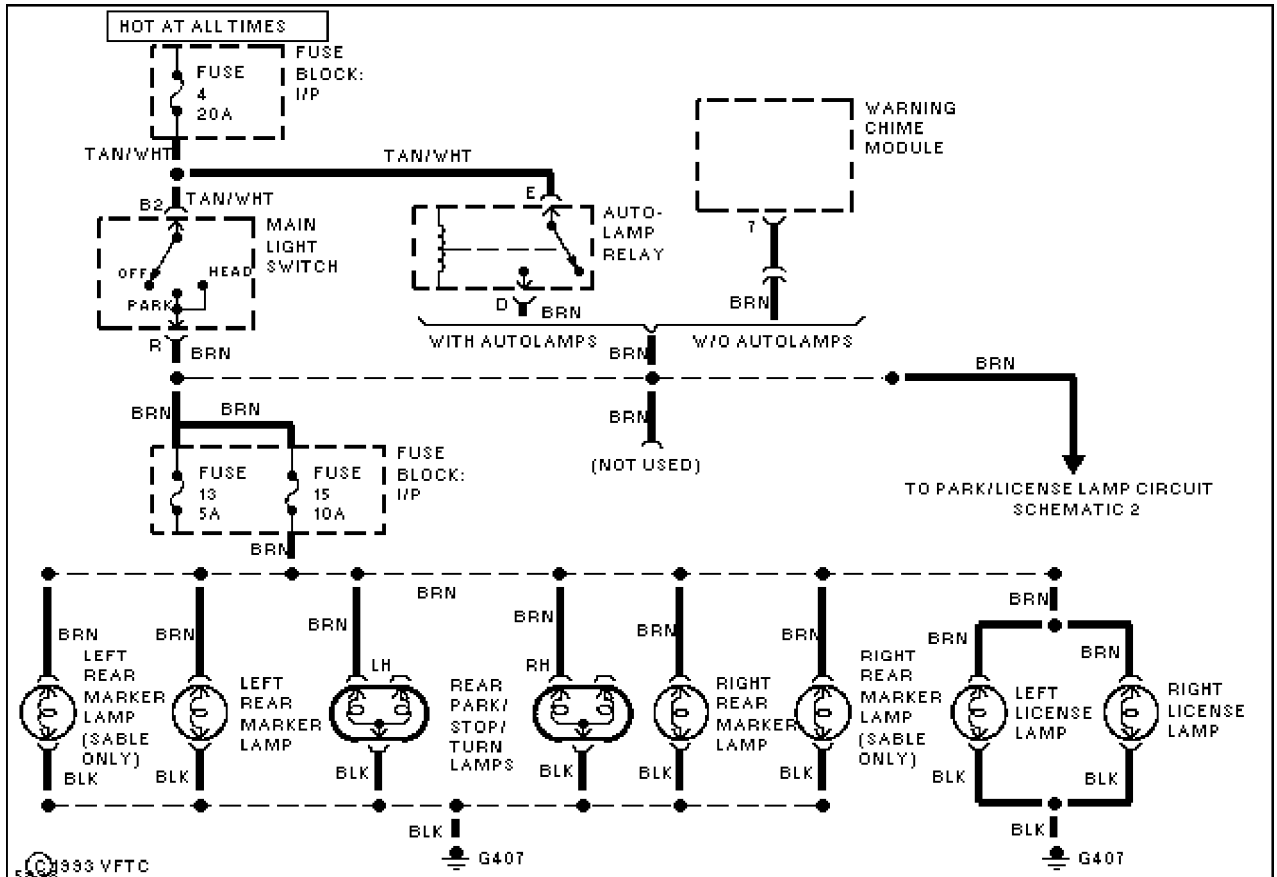 HOT AT ALL TIMES
FUSE
BLOCK:
I/P
FUSE
4
20A
TAN/WHT
TAN/WHT
WARNING
CHIME
MODULE
B2
TAN/WHT
E
AUTO-
LAMP
RELAY
7
MAIN
LIGHT
SWITCH
OFF
HEAD
PARK
D
BRN
BRN
R
BRN
WITH AUTOLAMPS
W/O AUTOLAMPS
BRN
BRN
BRN
BRN
BRN
(NOT USED)
FUSE
BLOCK:
I/P
FUSE
13
5A
FUSE
15
10A
TO PARK/LICENSE LAMP CIRCUIT
SCHEMATIC 2
BRN
BRN
BRN
BRN
BRN
BRN
BRN
BRN
BRN
BRN
BRN
LEFT
REAR
MARKER
LAMP
(SABLE
ONLY)
LEFT
REAR
MARKER
LAMP
LH
REAR
PARK/
STOP/
TURN
LAMPS
RH
RIGHT
REAR
MARKER
LAMP
RIGHT
REAR
MARKER
LAMP
(SABLE
ONLY)
LEFT
LICENSE
LAMP
RIGHT
LICENSE
LAMP
BLK
BLK
BLK
BLK
BLK
BLK
BLK
BLK
BLK
G407
BLK
G407
©1993 VFTC